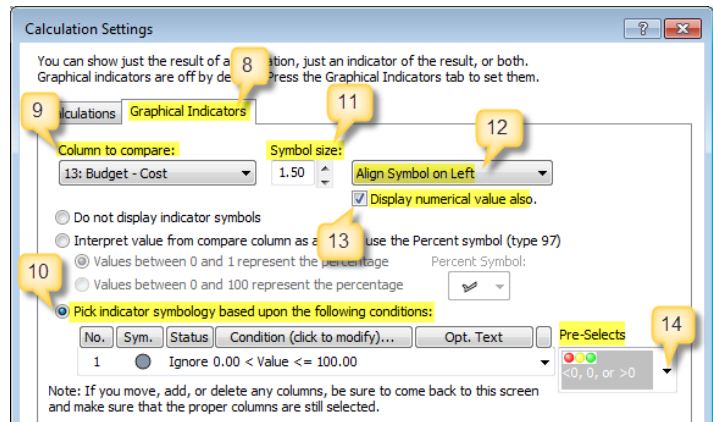 Calculation Settings
You can show just the result of a ation, just an indicator of the result, or both.
Graphical indicators are off by de Press the Graphical Indicators tab to set them.
8
9
11
alculations Graphical Indicators
12
Column to compare: Symbol size:
13: Budget - Cost 1.50 Align Symbol on Left
Display numerical value also.
Do not display indicator symbols
13
Interpret value from compare column as a use the Percent symbol (type 97)
Values between 0 and 1 represent the percentage Percent Symbol:
10
Values between 0 and 100 represent the percentage
Pick indicator symbology based upon the following conditions:
14
No. Sym. Status Condition (click to modify)... Opt. Text Pre-Selects
1 Ignore 0.00 < Value <= 100.00 <0, 0, or >0
Note: If you move, add, or delete any columns, be sure to come back to this screen
and make sure that the proper columns are still selected.